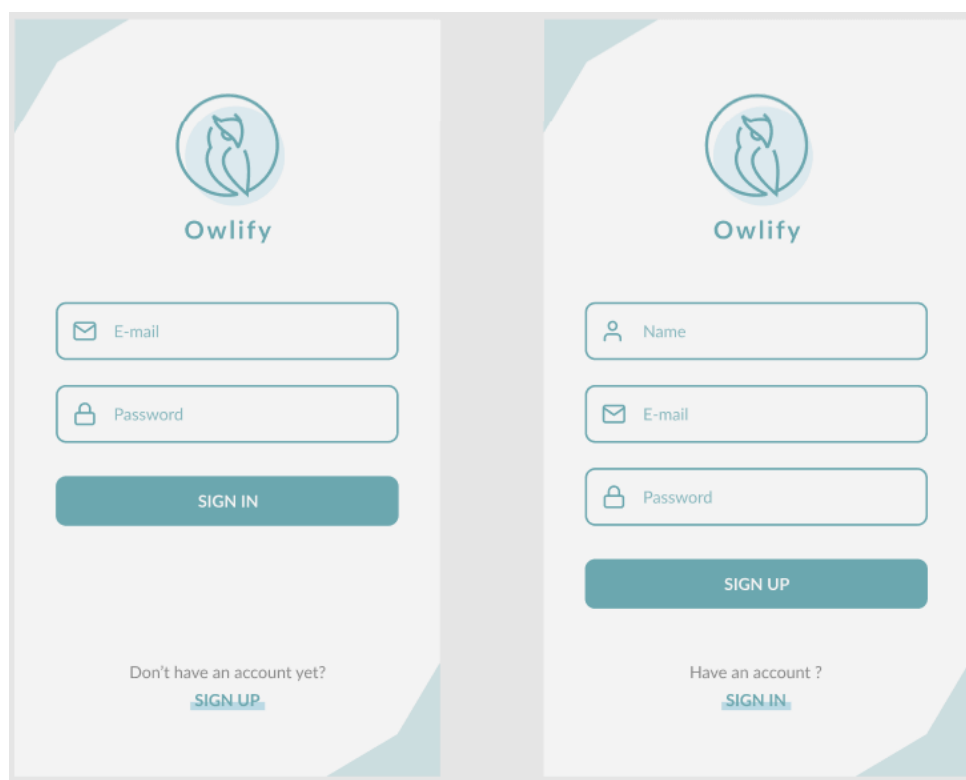 Owlify
E-mail
Password
SIGN IN
Don't have an account yet?
SIGN UP
Owlify
Name
E-mail
Password
SIGN UP
Have an account ?
SIGN IN